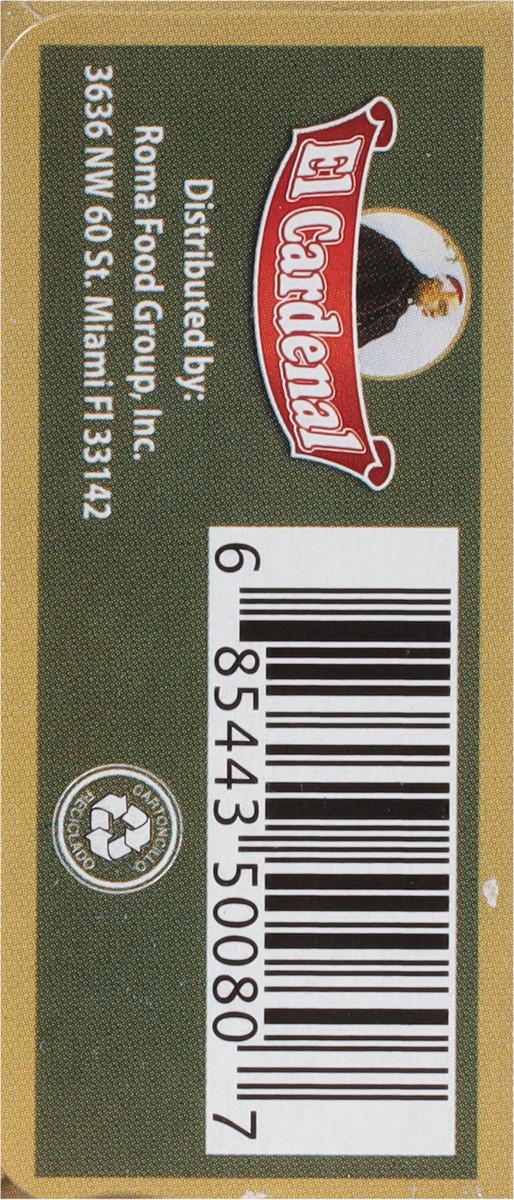 El Cardenal
Distributed by:
Roma Food Group, Inc.
3636 NW 60 St. Miami Fl 33142
6 85443 50080 7
CARTONCILLO
RECICLADO